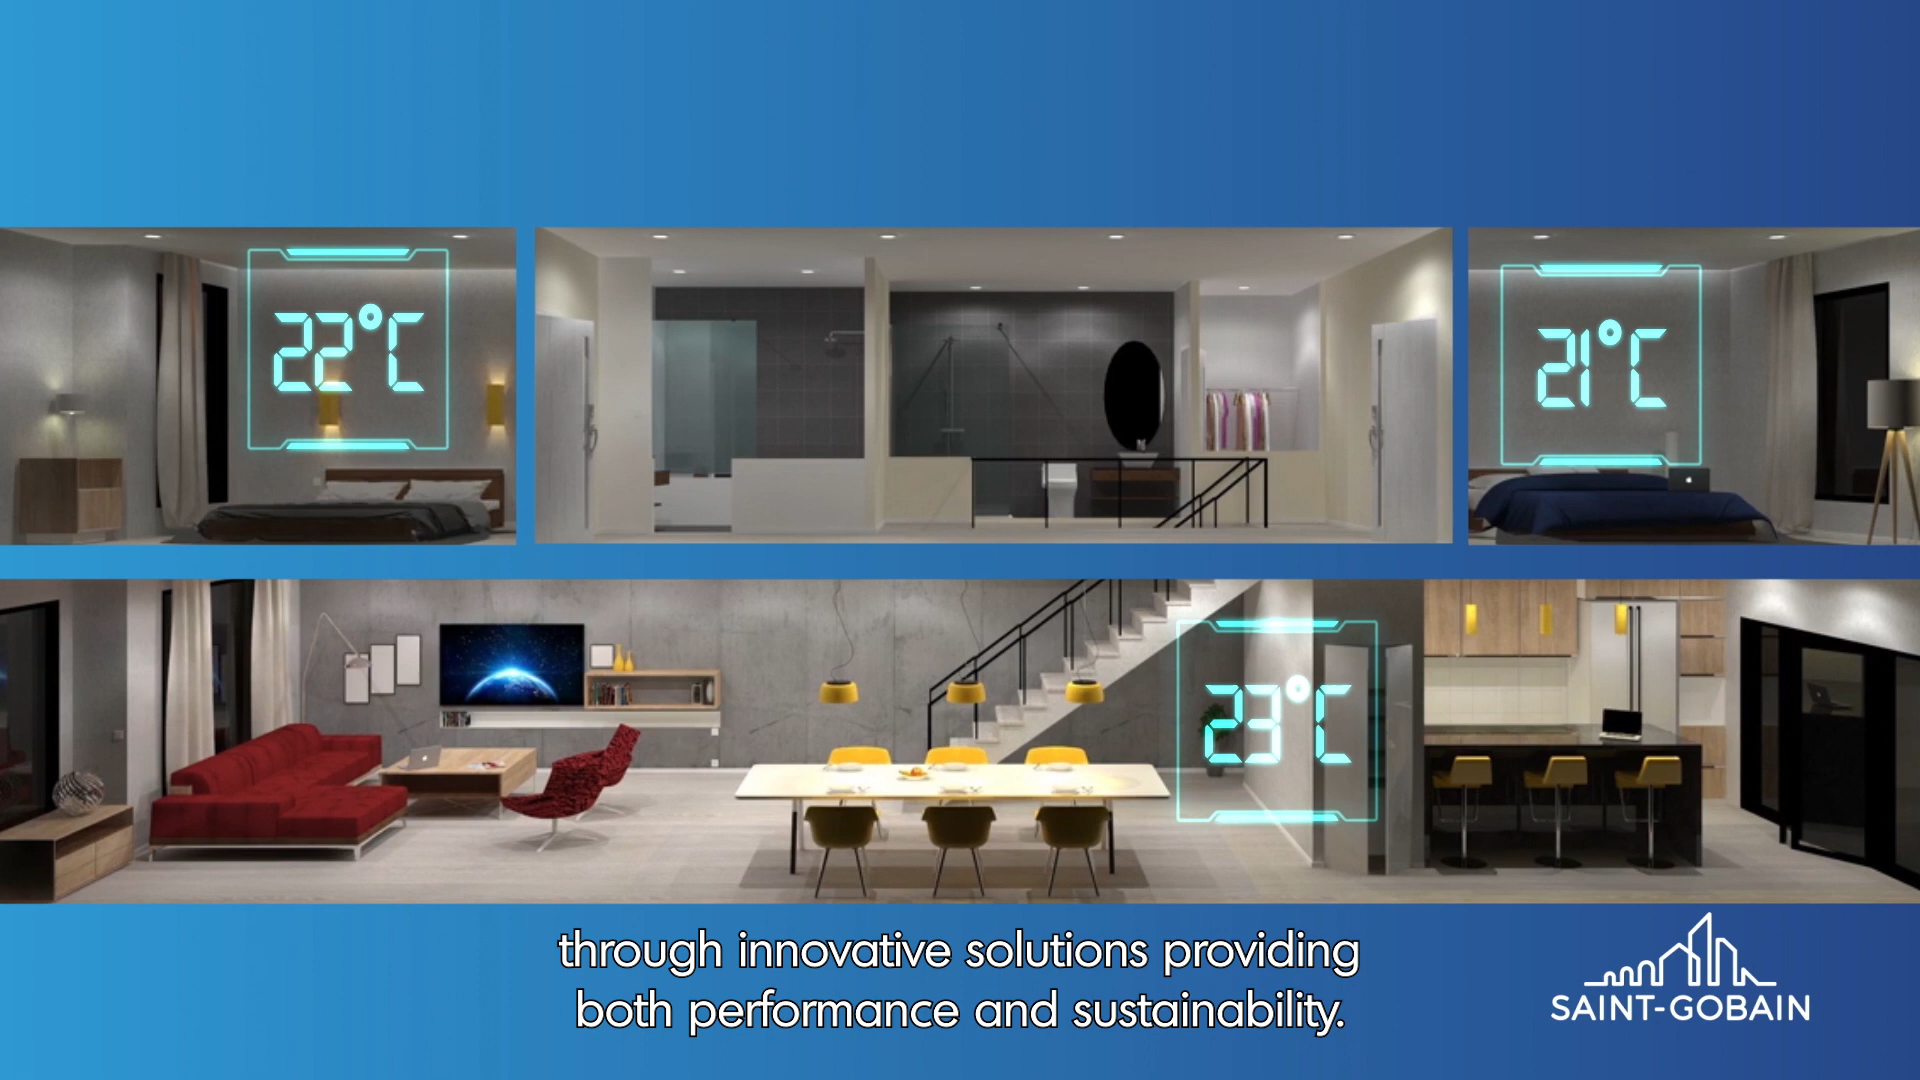 22°C
21°C
23°C
through innovative solutions providing
both performance and sustainability.
SAINT-GOBAIN